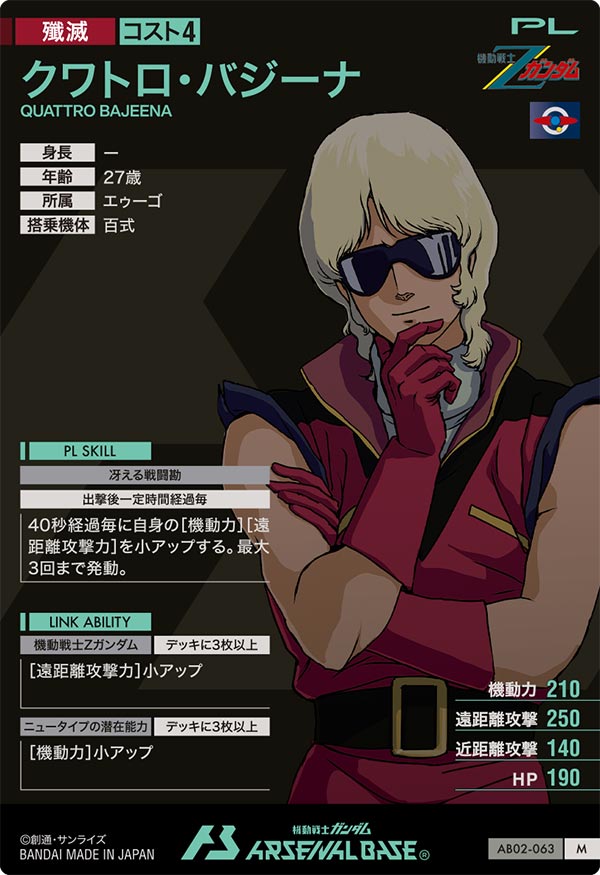 殲滅 コスト4
PL
クワトロ・バジーナ
QUATTRO BAJEENA
機動戦士Zガンダム
身長 ー
年齢 27歳
所属 エゥーゴ
搭乗機体 百式
PL SKILL
冴える戦闘勘
出撃後一定時間経過毎
40秒経過毎に自身の[機動力][遠
距離攻撃力]を小アップする。最大
3回まで発動。
LINK ABILITY
機動戦士Zガンダム デッキに3枚以上
[遠距離攻撃力]小アップ
ニュータイプの潜在能力 デッキに3枚以上
[機動力]小アップ
機動力 210
遠距離攻撃 250
近距離攻撃 140
HP 190
©創通・サンライズ
BANDAI MADE IN JAPAN
機動戦士ガンダム
ARSENAL BASE®
AB02-063 M